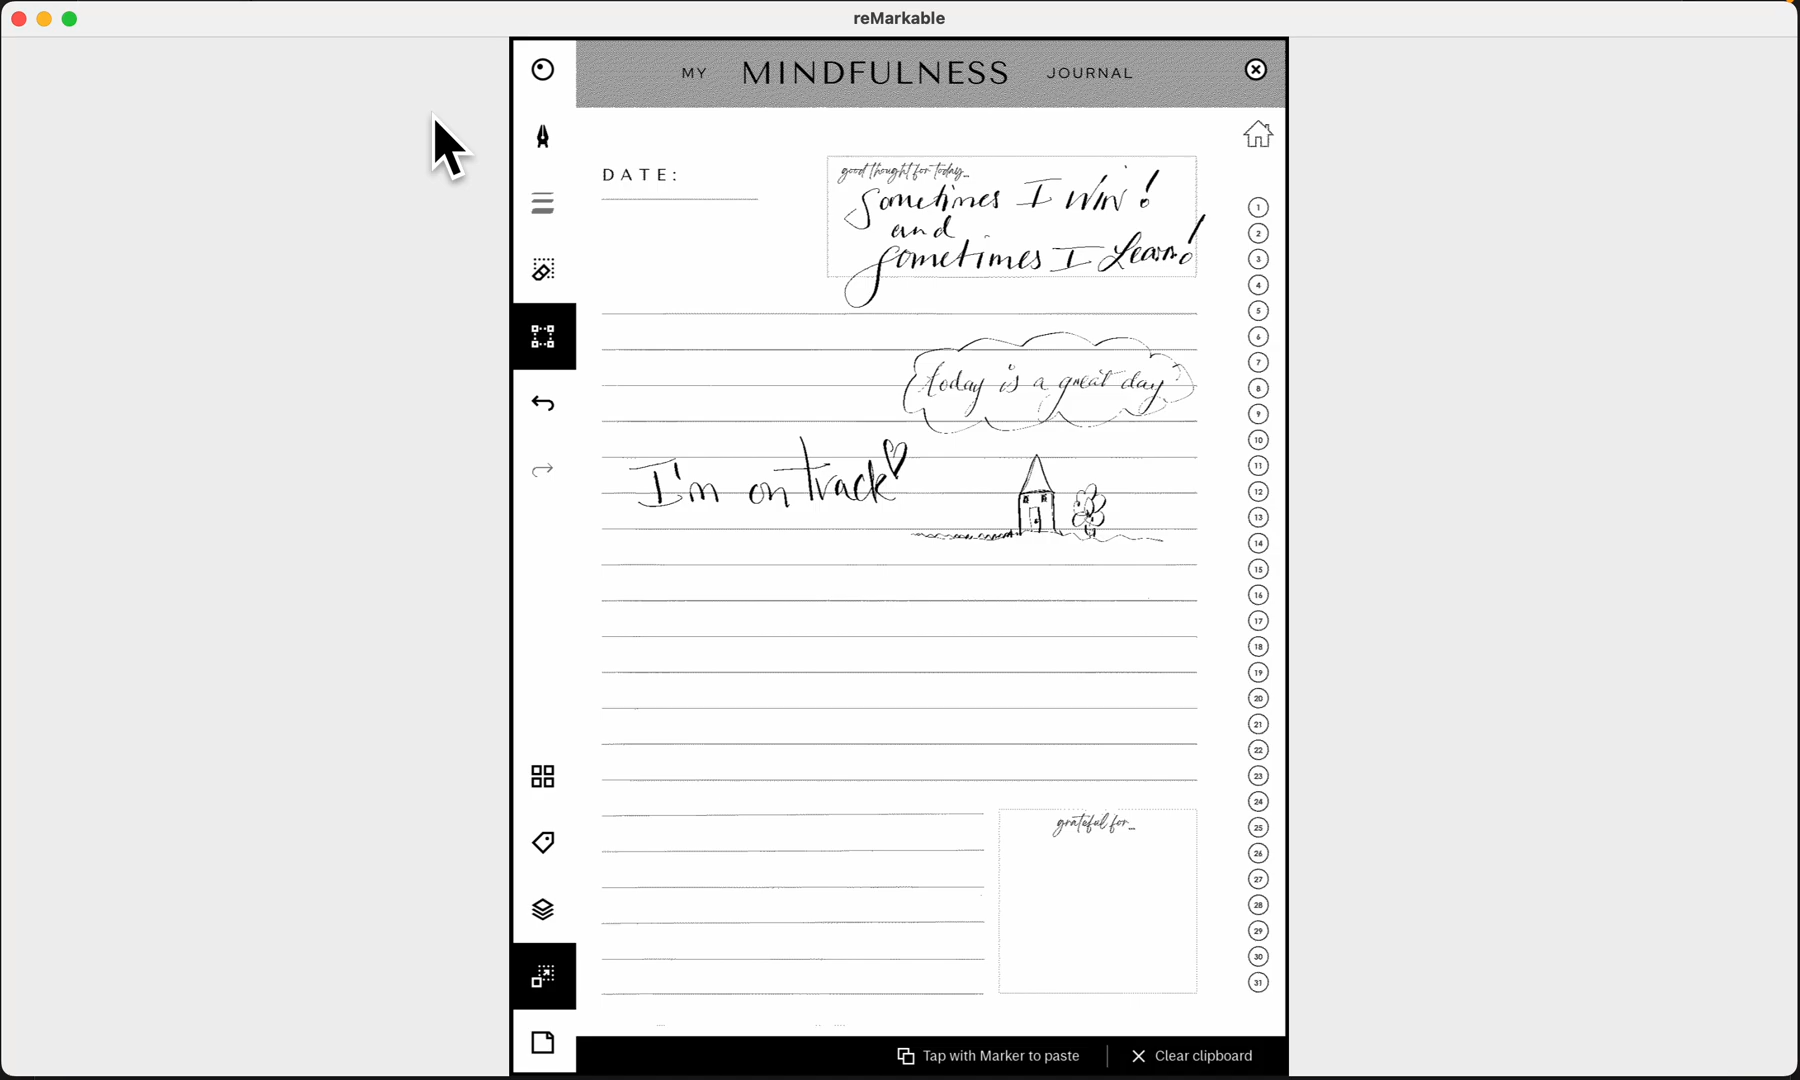 reMarkable
MY MINDFULNESS JOURNAL
DATE:
good thought for today...
Sometimes I WIN!
and
sometimes I Learn!
today is a great day
I'm on track
grateful for...
1
2
3
4
5
6
7
8
9
10
11
12
13
14
15
16
17
18
19
20
21
22
23
24
25
26
27
28
29
30
31
Tap with Marker to paste
Clear clipboard